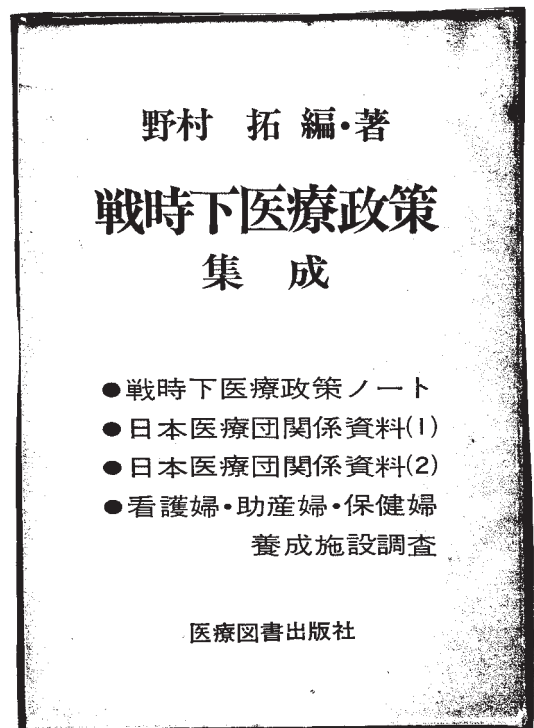 野村 拓 編・著
戦時下医療政策
集成
●戦時下医療政策ノート
●日本医療団関係資料(1)
●日本医療団関係資料(2)
●看護婦・助産婦・保健婦
養成施設調査
医療図書出版社